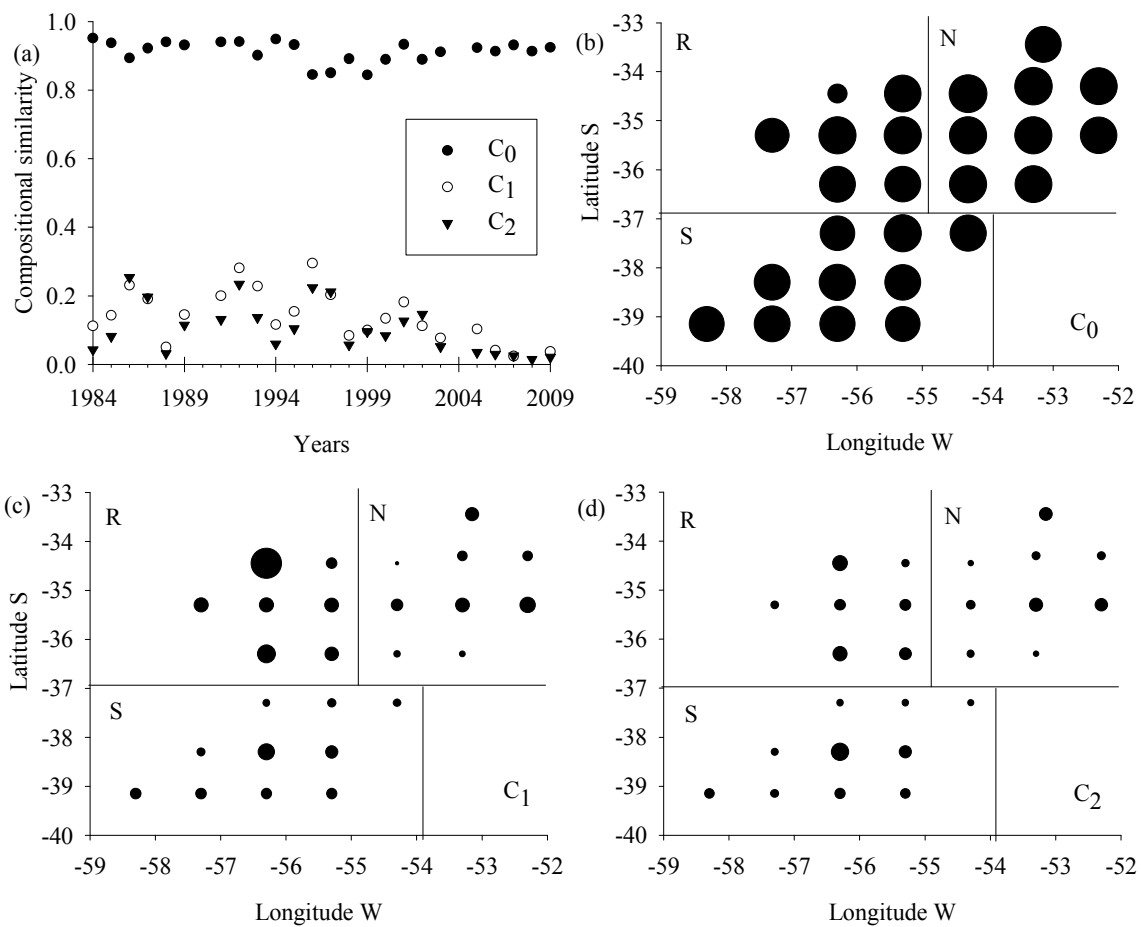 (a)
Compositional similarity
1.0
0.8
0.6
0.4
0.2
0.0
C0
C1
C2
1984 1989 1994 1999 2004 2009
Years
(b)
Latitude S
-33
-34
-35
-36
-37
-38
-39
-40
R
N
S
C0
-59 -58 -57 -56 -55 -54 -53 -52
Longitude W
(c)
Latitude S
-33
-34
-35
-36
-37
-38
-39
-40
R
N
S
C1
-59 -58 -57 -56 -55 -54 -53 -52
Longitude W
(d)
-33
-34
-35
-36
-37
-38
-39
-40
R
N
S
C2
-59 -58 -57 -56 -55 -54 -53 -52
Longitude W